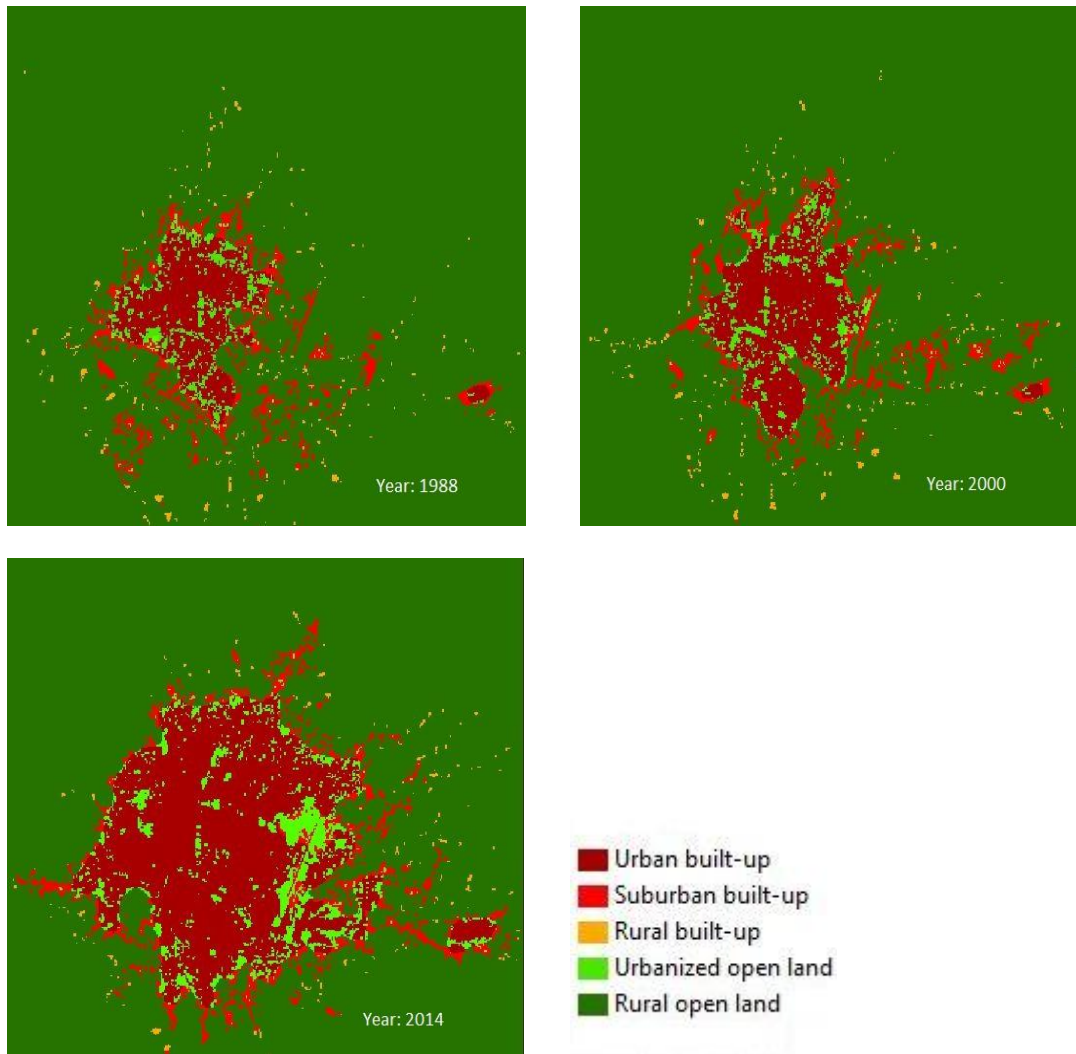 Year: 1988
Year: 2000
Year: 2014
Urban built-up
Suburban built-up
Rural built-up
Urbanized open land
Rural open land